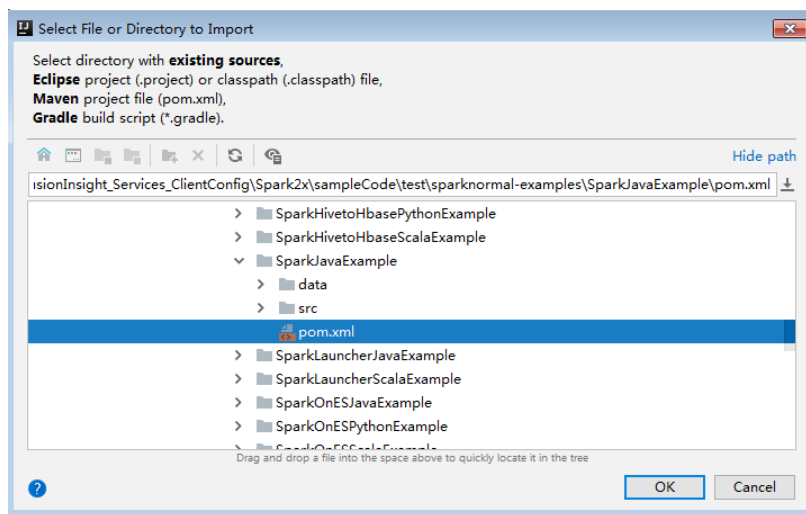 Select File or Directory to Import
Select directory with existing sources,
Eclipse project (.project) or classpath (.classpath) file,
Maven project file (pom.xml),
Gradle build script (*.gradle).
Hide path
ısionInsight_Services_ClientConfig\Spark2x\sampleCode\test\sparknormal-examples\SparkJavaExample\pom.xml
SparkHivetoHbasePythonExample
SparkHivetoHbaseScalaExample
SparkJavaExample
data
src
pom.xml
SparkLauncherJavaExample
SparkLauncherScalaExample
SparkOnESJavaExample
SparkOnESPythonExample
Drag and drop a file into the space above to quickly locate it in the tree
OK
Cancel